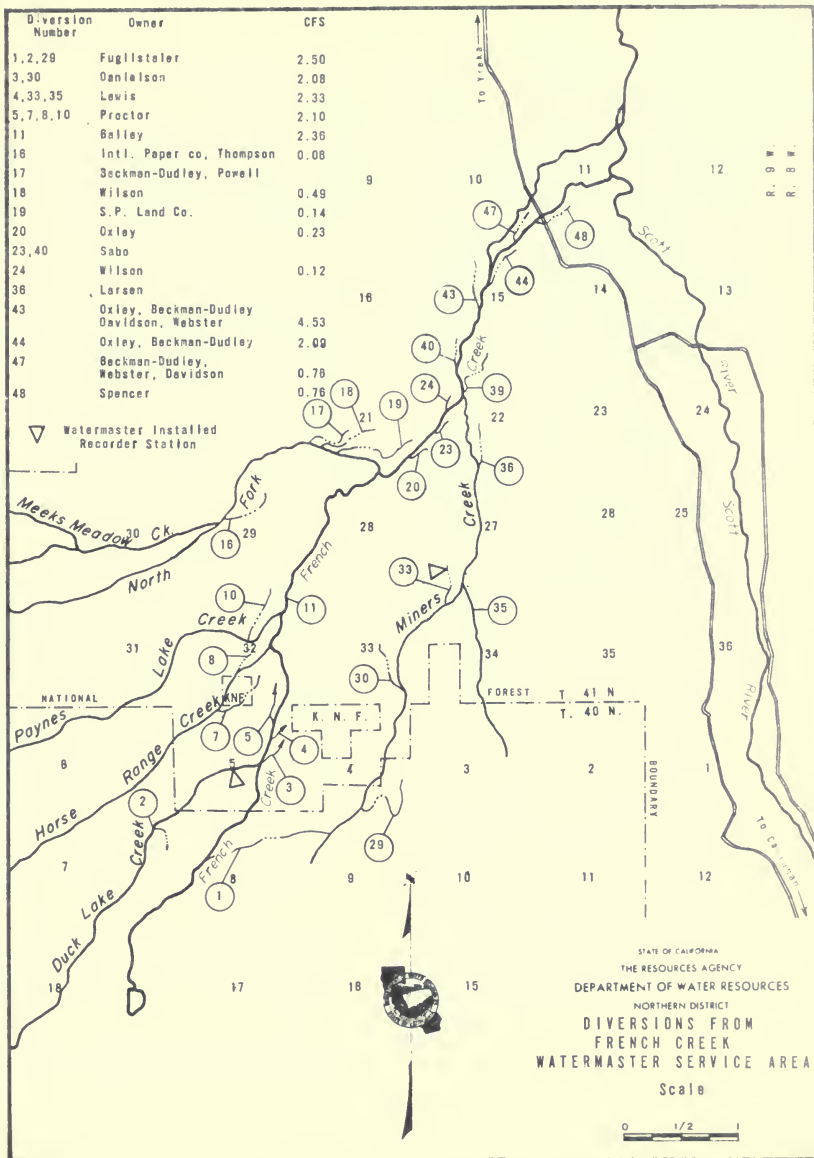 Diversion Number Owner CFS
1,2,29 Fuglistaler 2.50
3,30 Danielson 2.08
4,33,35 Lewis 2.33
5,7,8,10 Proctor 2.10
11 Bailey 2.36
16 Intl. Paper co, Thompson 0.08
17 Beckman-Dudley, Powell
18 Wilson 0.49
19 S.P. Land Co. 0.14
20 Oxley 0.23
23,40 Sabo
24 Wilson 0.12
36 Larsen
43 Oxley, Beckman-Dudley
Davidson, Webster 4.53
44 Oxley, Beckman-Dudley 2.09
47 Beckman-Dudley,
Webster, Davidson 0.76
48 Spencer 0.76
Watermaster Installed
Recorder Station
To Yreka
R. 9 W.
R. 8 W.
9 10 11 12
47
48
44
Scott
16 43 15 14 13
40
Creek
39
River
24
18
17 21 19 22 23 24
23
20 36
Fork
Meeks Meadow Ck.
30 29
16
28
Creek
27 28 25
Scott
North
French
33
10
11
Miners
35
Creek
31 32 33 34 35 36
8
Lake
30
NATIONAL KNF FOREST T 41 N
T. 40 N.
K. N. F.
River
Paynes
Creek
7 5 4
8 5 4 3 2 1
Range
3
Creek
BOUNDARY
2
Horse
Creek
29
To Callahan
7 French 8 9 10 11 12
1
Lake
Duck
18 17 16 15
STATE OF CALIFORNIA
THE RESOURCES AGENCY
DEPARTMENT OF WATER RESOURCES
NORTHERN DISTRICT
DIVERSIONS FROM
FRENCH CREEK
WATERMASTER SERVICE AREA
Scale
0 1/2 1